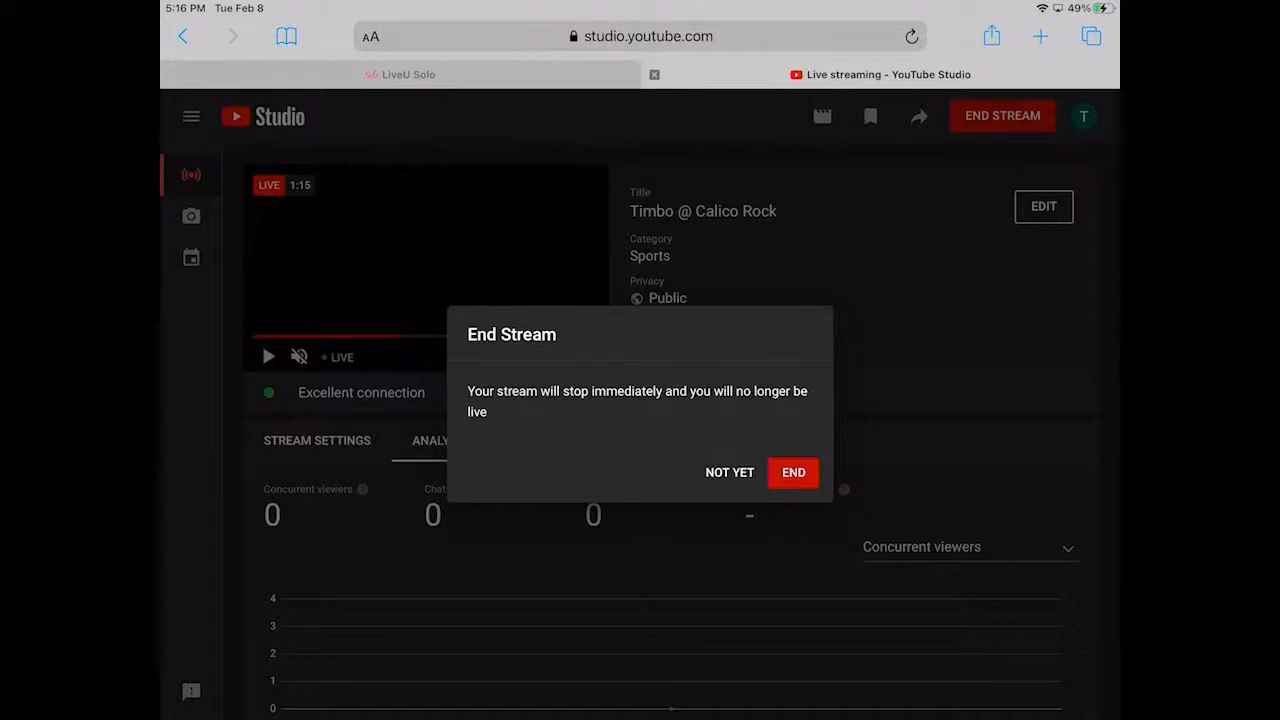 5:16 PM Tue Feb 8
49%
AA
studio.youtube.com
Solo LiveU Solo
Live streaming - YouTube Studio
Studio
END STREAM
T
LIVE 1:15
Title
Timbo @ Calico Rock
EDIT
Category
Sports
Privacy
Public
End Stream
LIVE
Your stream will stop immediately and you will no longer be
live
Excellent connection
STREAM SETTINGS
ANALY
NOT YET
END
Concurrent viewers
Chat
0
0
0
-
Concurrent viewers
4
3
2
1
0